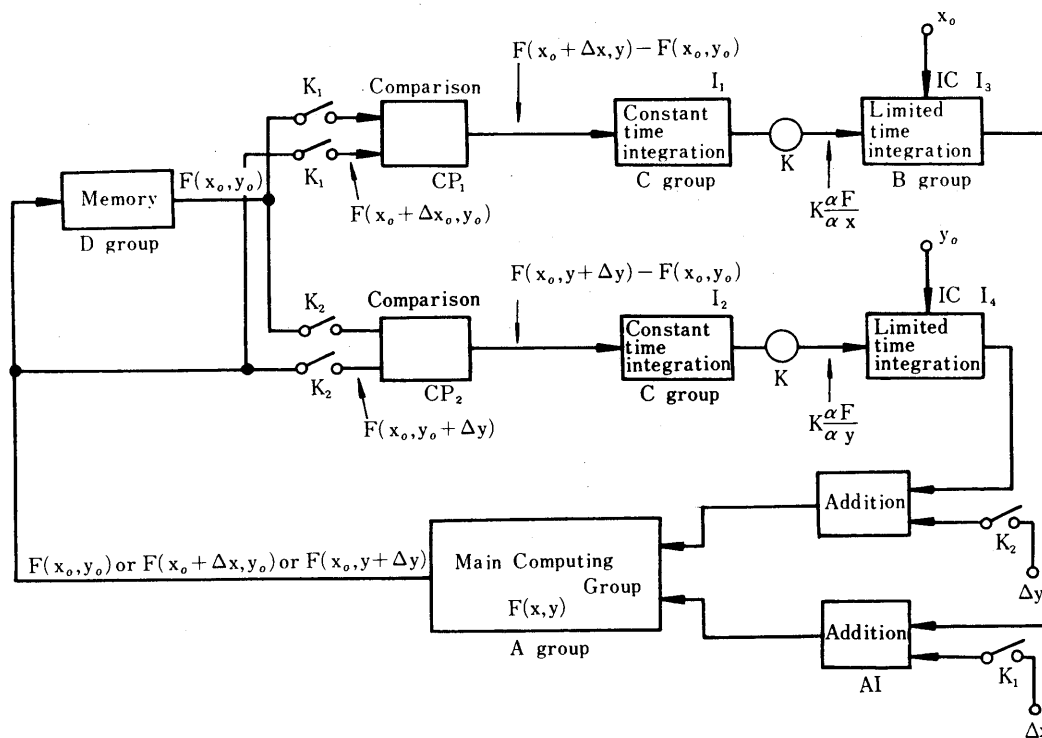 x₀
F(x₀ + Δx, y) − F(x₀, y₀)
K₁
Comparison
I₁
IC I₃
Constant
time
integration
Limited
time
integration
K₁
CP₁
C group
K
B group
F(x₀, y₀)
Memory
D group
F(x₀ + Δx₀, y₀)
K αF/α x
y₀
F(x₀, y + Δy) − F(x₀, y₀)
K₂
Comparison
I₂
IC I₄
Constant
time
integration
Limited
time
integration
K₂
CP₂
C group
K
F(x₀, y₀ + Δy)
K αF/α y
Addition
K₂
Δy
F(x₀, y₀) or F(x₀ + Δx, y₀) or F(x₀, y + Δy)
Main Computing
Group
F(x, y)
A group
Addition
AI
K₁
Δx